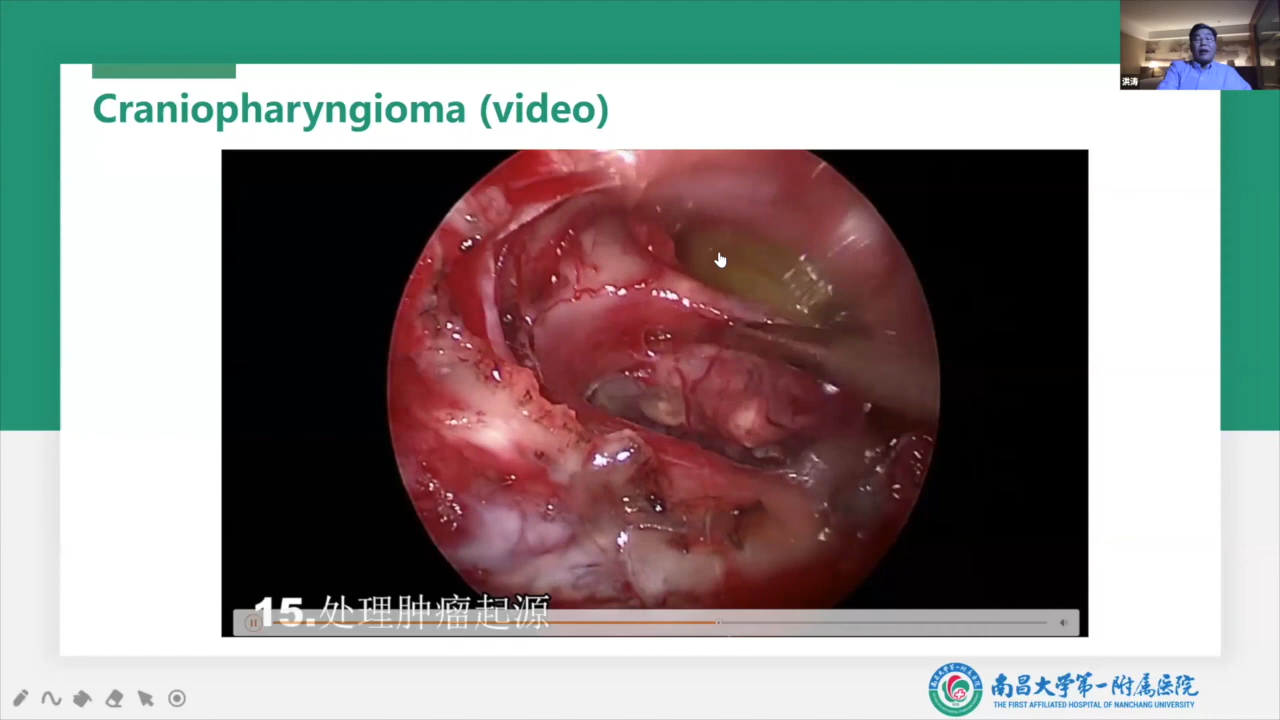 洪涛
Craniopharyngioma (video)
15.处理肿瘤起源
南昌大学第一附属医院
THE FIRST AFFILIATED HOSPITAL OF NANCHANG UNIVERSITY